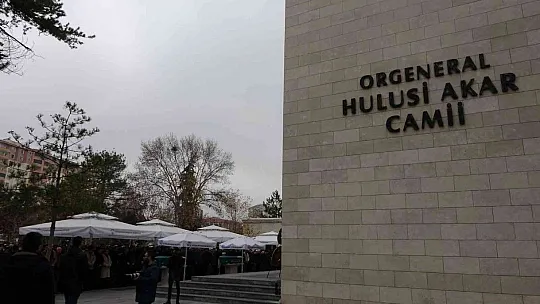 ORGENERAL
HULUSİ AKAR
CAMİİ